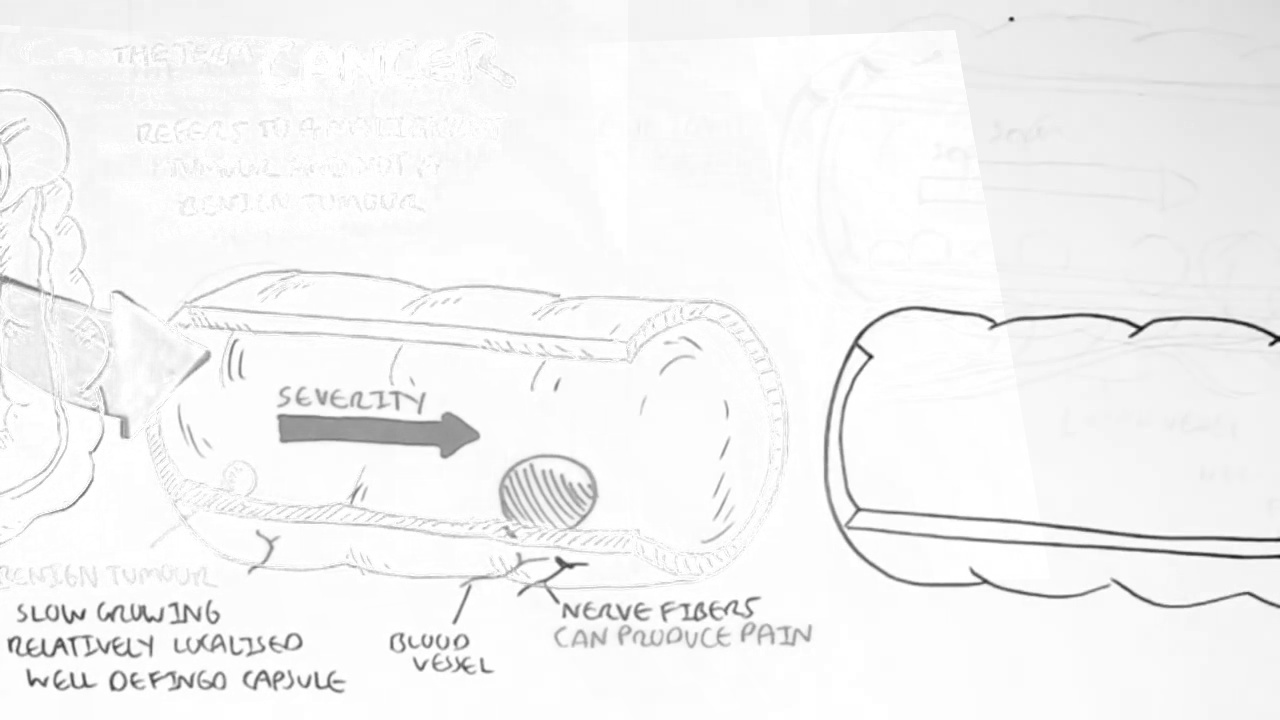 THE TERM CANCER
REFERS TO A MALIGNANT
TUMOUR AND NOT A
BENIGN TUMOUR
SEVERITY
BENIGN TUMOUR
SLOW GROWING
RELATIVELY LOCALISED
WELL DEFINED CAPSULE
BLOOD
VESSEL
NERVE FIBERS
CAN PRODUCE PAIN